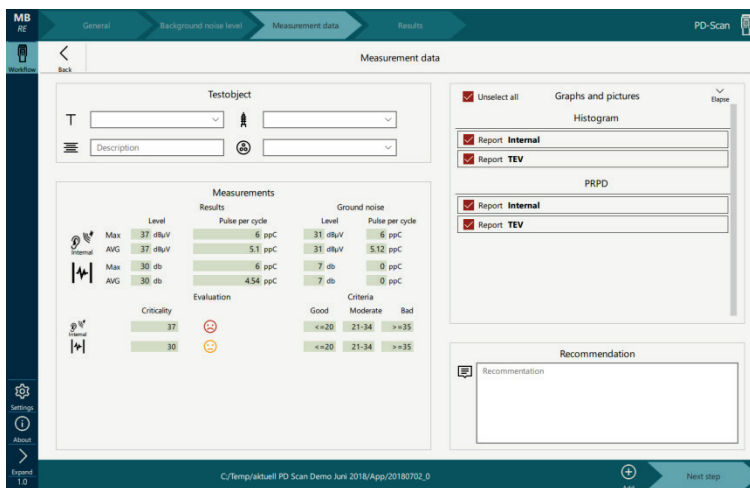 MB
RE
General
Background noise level
Measurement data
Results
PD-Scan
Workflow
Back
Measurement data
Testobject
T
Description
Measurements
Results Ground noise
Level Pulse per cycle Level Pulse per cycle
Internal
Max 37 dBµV 6 ppC 31 dBµV 6 ppC
AVG 37 dBµV 5.1 ppC 31 dBµV 5.12 ppC
Max 30 db 6 ppC 7 db 0 ppC
AVG 30 db 4.54 ppC 7 db 0 ppC
Evaluation Criteria
Criticality Good Moderate Bad
Internal
37 <=20 21-34 >=35
30 <=20 21-34 >=35
Unselect all
Graphs and pictures
Elapse
Histogram
Report Internal
Report TEV
PRPD
Report Internal
Report TEV
Recommendation
Recommentation
Settings
About
Expand
1.0
C:/Temp/aktuell PD Scan Demo Juni 2018/App/20180702_0
Next step